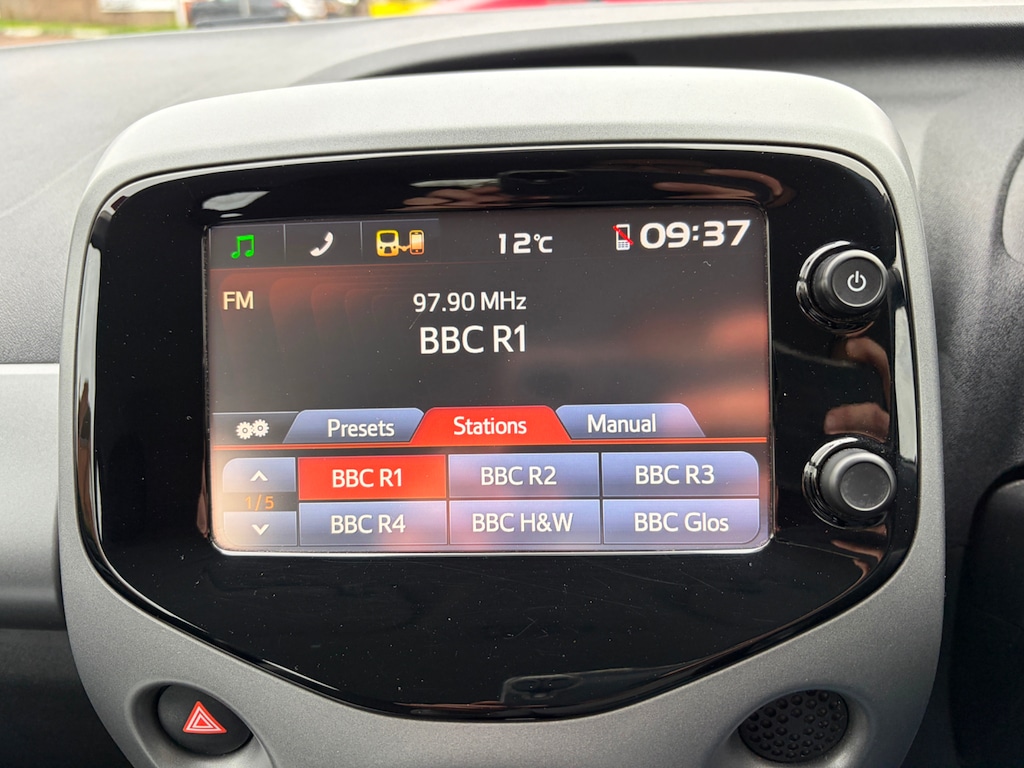 12°C
09:37
FM
97.90 MHz
BBC R1
Presets
Stations
Manual
BBC R1
BBC R2
BBC R3
1/5
BBC R4
BBC H&W
BBC Glos